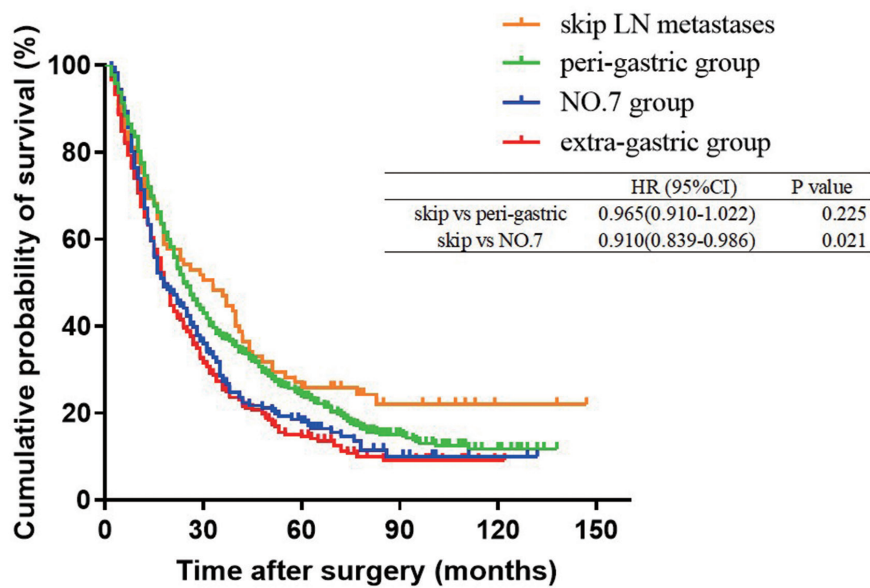 skip LN metastases
peri-gastric group
NO.7 group
extra-gastric group
HR (95%CI) P value
skip vs peri-gastric 0.965(0.910-1.022) 0.225
skip vs NO.7 0.910(0.839-0.986) 0.021
Cumulative probability of survival (%)
100
80
60
40
20
0
0 30 60 90 120 150
Time after surgery (months)